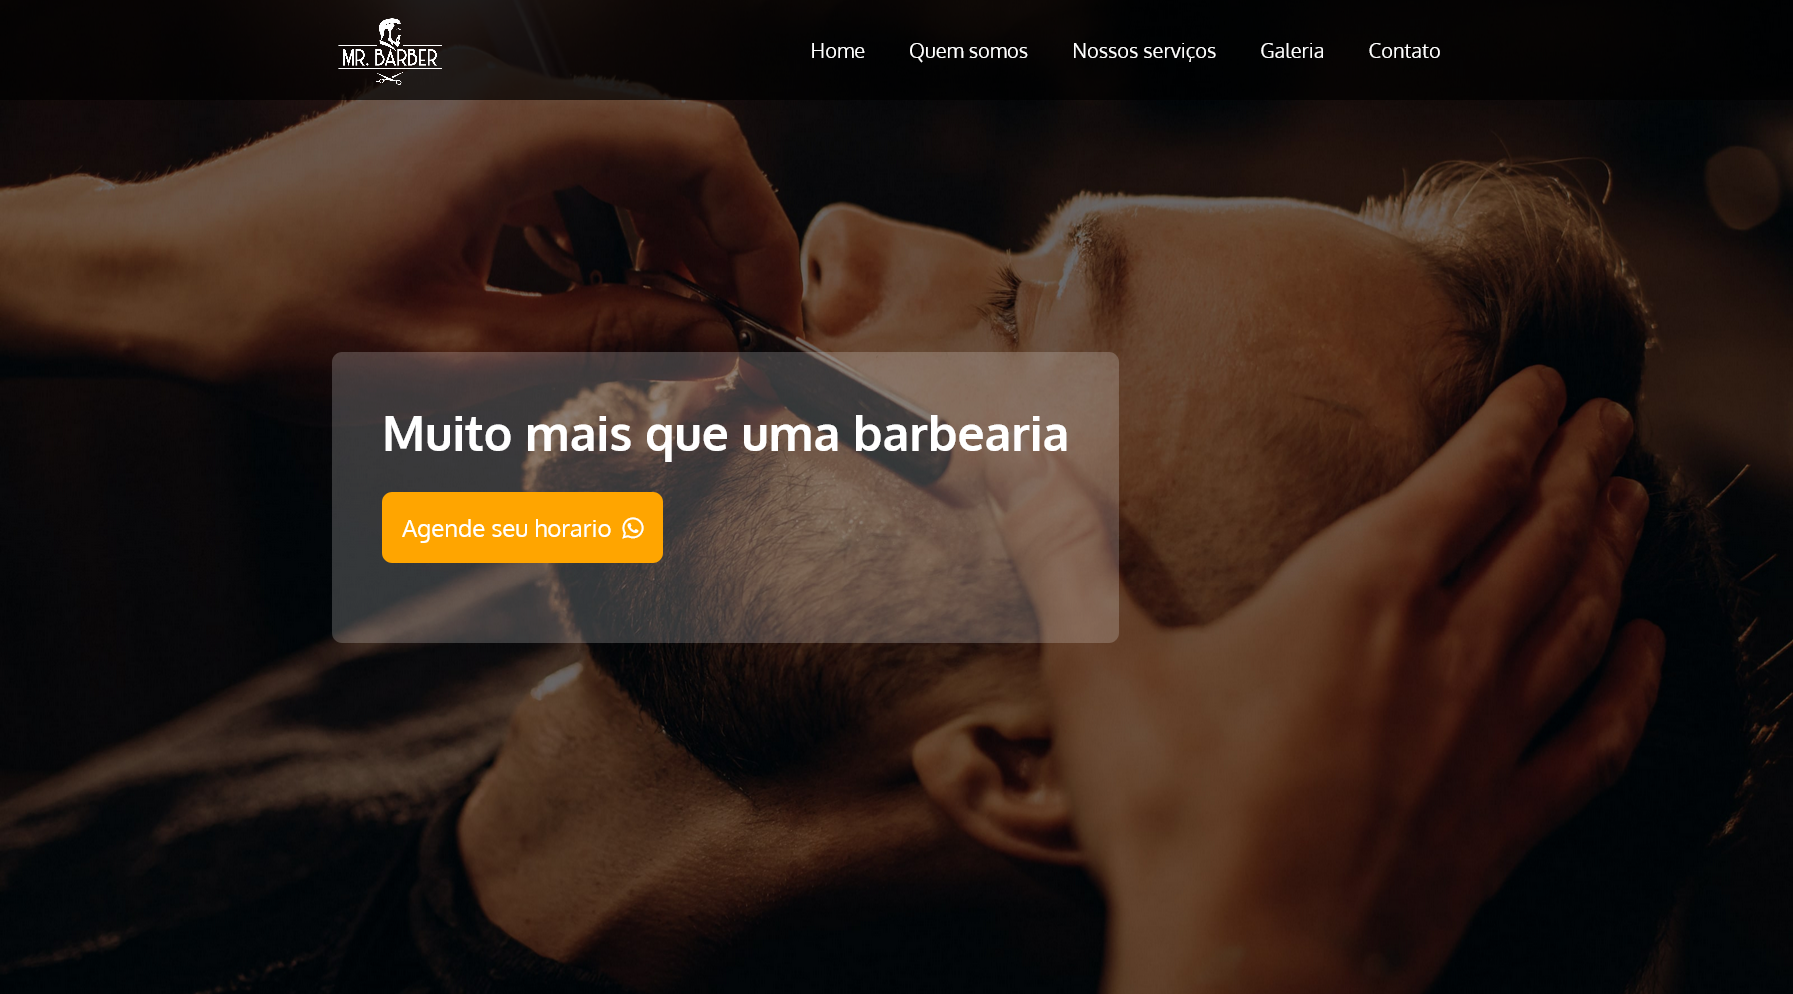 MR. BARBER
Home
Quem somos
Nossos serviços
Galeria
Contato
Muito mais que uma barbearia
Agende seu horario